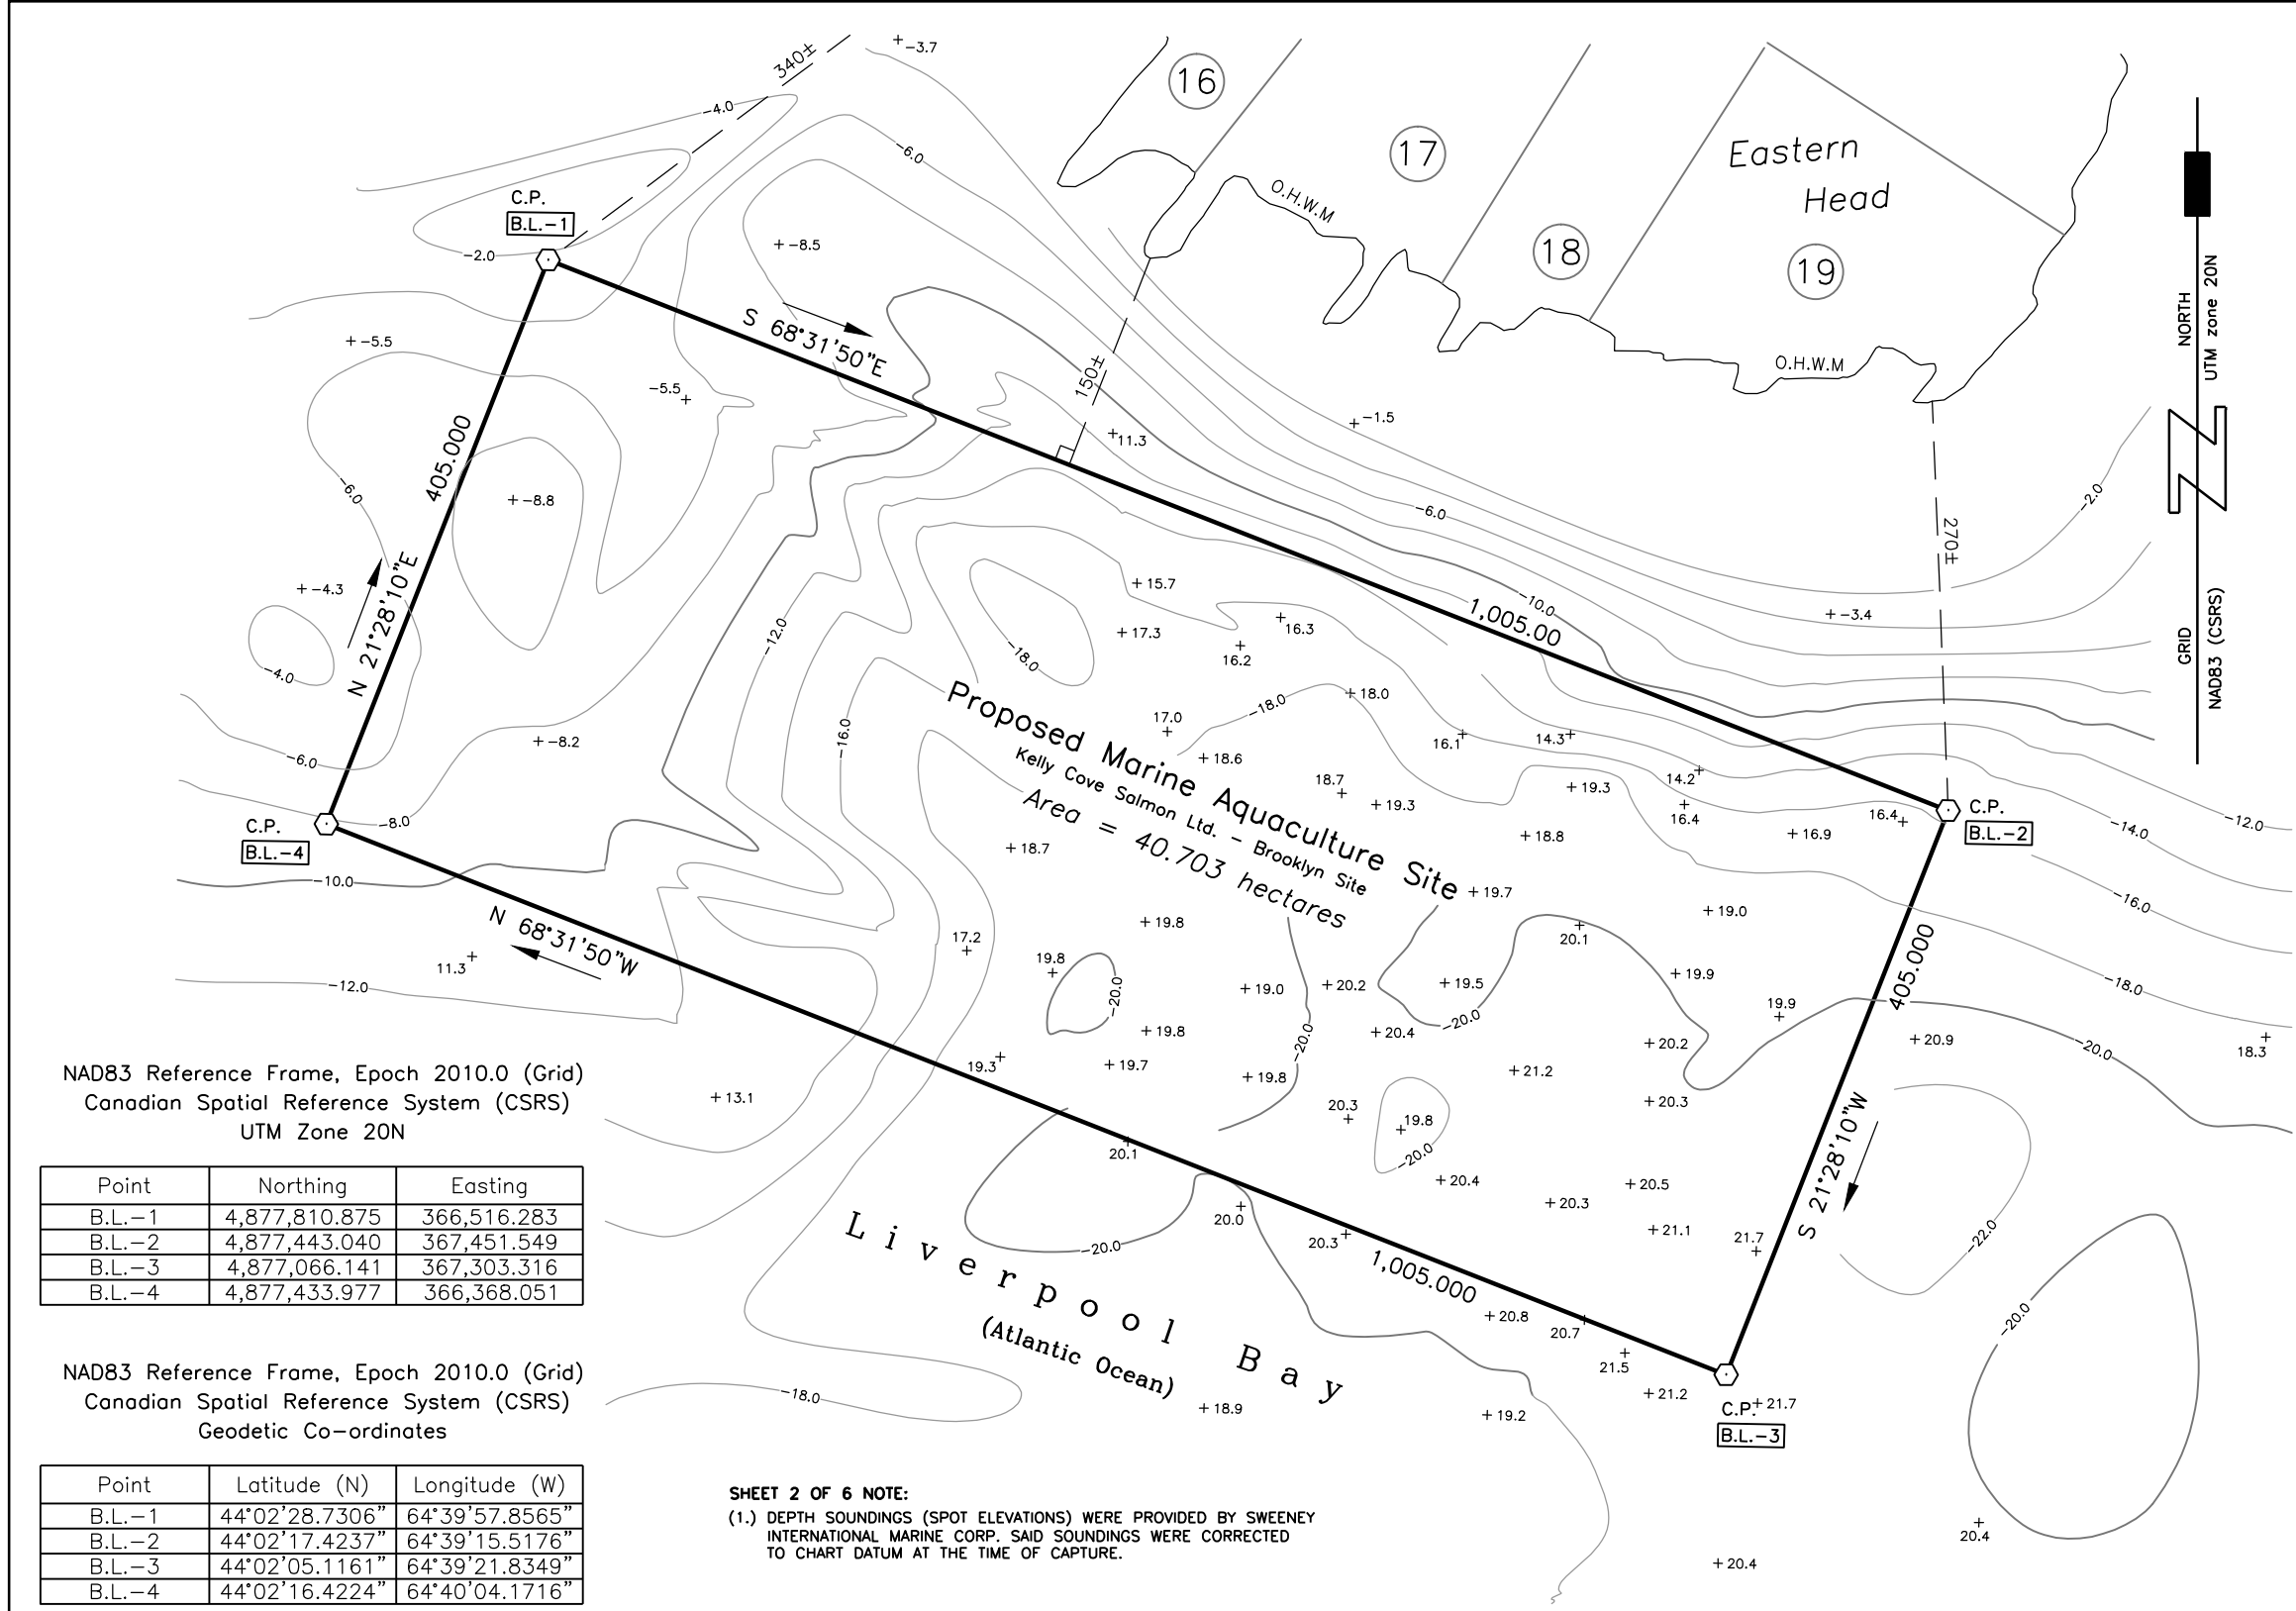 340±
+ -3.7
16
17
18
19
Eastern
Head
-4.0
-6.0
C.P.
B.L.-1
-2.0
+ -8.5
O.H.W.M
O.H.W.M
S 68°31'50"E
150±
+ -5.5
-5.5 +
+ -1.5
+ 11.3
405.000
-6.0
+ -8.8
-6.0
270±
-2.0
NORTH
UTM zone 20N
GRID
NAD83 (CSRS)
N 21°28'10"E
+ -4.3
-4.0
-12.0
+ 15.7
+ 17.3
+ 16.3
16.2
-10.0
1,005.00
+ -3.4
-18.0
+ 18.0
-18.0
17.0
+ 18.6
16.1
14.3
14.2
-16.0
+ -8.2
-6.0
-8.0
C.P.
B.L.-4
-10.0
Proposed Marine Aquaculture Site
Kelly Cove Salmon Ltd. - Brooklyn Site
Area = 40.703 hectares
18.7
+ 19.3
+ 19.3
16.4
16.4
+ 16.9
+ 18.8
+ 18.7
C.P.
B.L.-2
-14.0
-12.0
-16.0
-18.0
-20.0
+ 19.7
+ 19.0
+ 19.8
20.1
N 68°31'50"W
11.3
-12.0
17.2
19.8
-20.0
+ 19.0
+ 20.2
+ 19.5
+ 19.9
19.9
405.000
+ 20.9
18.3
+ 19.8
-20.0
+ 20.4
-20.0
+ 20.2
19.3
+ 19.7
+ 19.8
+ 21.2
+ 20.3
+ 13.1
20.3
19.8
-20.0
20.1
+ 20.4
+ 20.5
+ 20.3
+ 21.1
21.7
S 21°28'10"W
-22.0
-20.0
20.0
20.3
-20.0
1,005.000
+ 20.8
20.7
21.5
+ 21.2
+ 21.7
C.P.
B.L.-3
Liverpool Bay
(Atlantic Ocean)
-18.0
+ 18.9
+ 19.2
20.4
+ 20.4
NAD83 Reference Frame, Epoch 2010.0 (Grid)
Canadian Spatial Reference System (CSRS)
UTM Zone 20N
Point Northing Easting
B.L.-1 4,877,810.875 366,516.283
B.L.-2 4,877,443.040 367,451.549
B.L.-3 4,877,066.141 367,303.316
B.L.-4 4,877,433.977 366,368.051
NAD83 Reference Frame, Epoch 2010.0 (Grid)
Canadian Spatial Reference System (CSRS)
Geodetic Co-ordinates
Point Latitude (N) Longitude (W)
B.L.-1 44°02'28.7306" 64°39'57.8565"
B.L.-2 44°02'17.4237" 64°39'15.5176"
B.L.-3 44°02'05.1161" 64°39'21.8349"
B.L.-4 44°02'16.4224" 64°40'04.1716"
SHEET 2 OF 6 NOTE:
(1.) DEPTH SOUNDINGS (SPOT ELEVATIONS) WERE PROVIDED BY SWEENEY
INTERNATIONAL MARINE CORP. SAID SOUNDINGS WERE CORRECTED
TO CHART DATUM AT THE TIME OF CAPTURE.